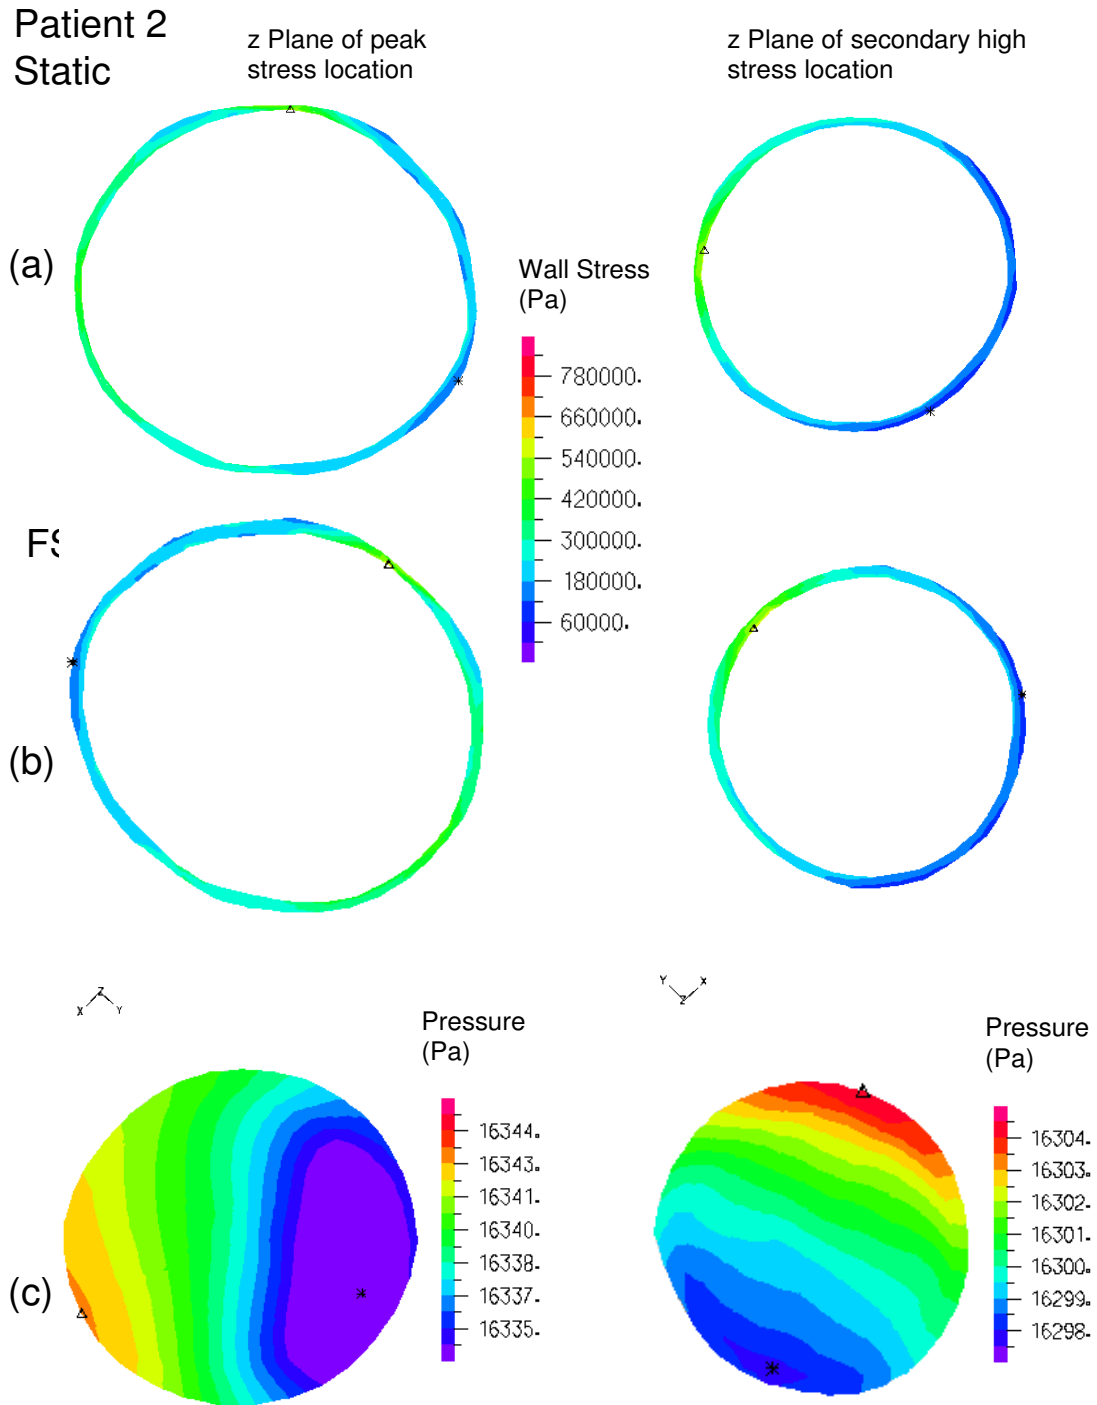 Patient 2
Static
z Plane of peak
stress location
z Plane of secondary high
stress location
(a)
Wall Stress
(Pa)
780000.
660000.
540000.
420000.
300000.
180000.
60000.
(b)
Z
X
Y
Y
X
Z
Pressure
(Pa)
16344.
16343.
16341.
16340.
16338.
16337.
16335.
Pressure
(Pa)
16304.
16303.
16302.
16301.
16300.
16299.
16298.
(c)